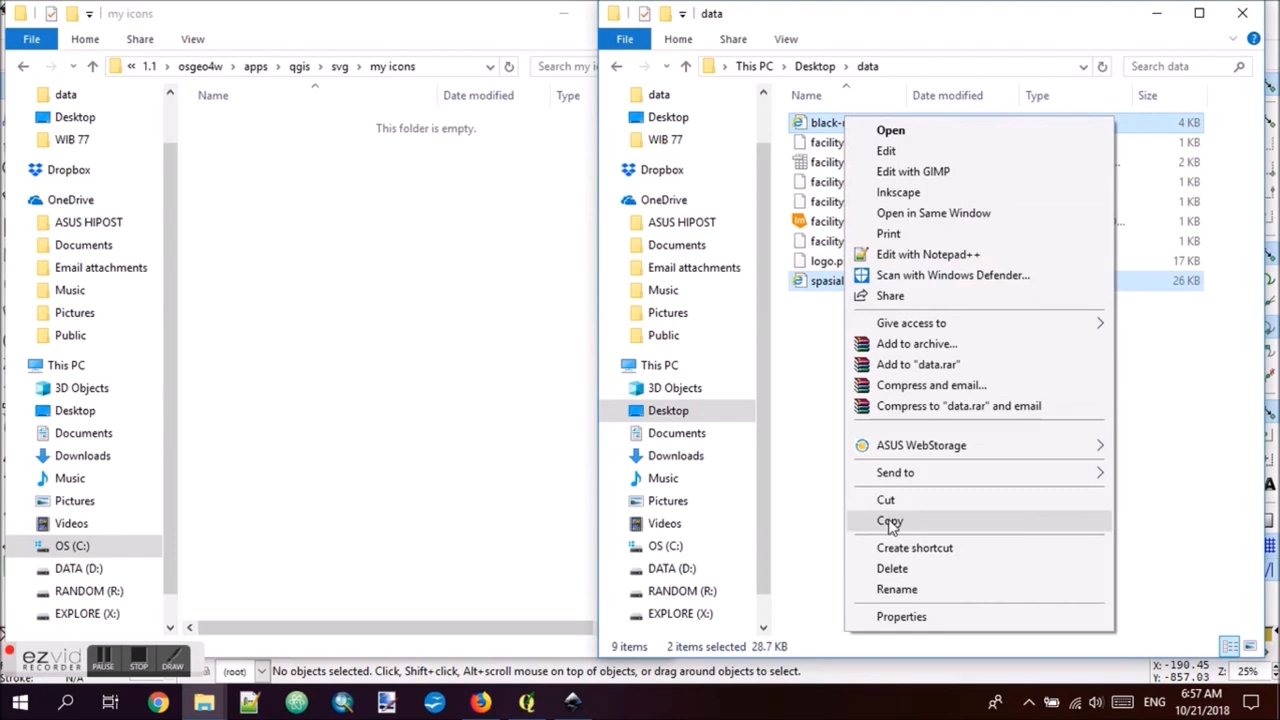 my icons
File Home Share View
1.1 osgeo4w apps qgis svg my icons
Search my i
data
Desktop
WIB 77
Dropbox
OneDrive
ASUS HIPOST
Documents
Email attachments
Music
Pictures
Public
This PC
3D Objects
Desktop
Documents
Downloads
Music
Pictures
Videos
OS (C:)
DATA (D:)
RANDOM (R:)
EXPLORE (X:)
Name Date modified Type
This folder is empty.
data
File Home Share View
This PC Desktop data
Search data
data
Desktop
WIB 77
Dropbox
OneDrive
ASUS HIPOST
Documents
Email attachments
Music
Pictures
Public
This PC
3D Objects
Desktop
Documents
Downloads
Music
Pictures
Videos
OS (C:)
DATA (D:)
RANDOM (R:)
EXPLORE (X:)
Name Date modified Type Size
black- 4 KB
facility 1 KB
facility 2 KB
facility 1 KB
facility 1 KB
facility 1 KB
facility 1 KB
logo.p 17 KB
spasial 26 KB
Open
Edit
Edit with GIMP
Inkscape
Open in Same Window
Print
Edit with Notepad++
Scan with Windows Defender...
Share
Give access to
Add to archive...
Add to "data.rar"
Compress and email...
Compress to "data.rar" and email
ASUS WebStorage
Send to
Cut
Copy
Create shortcut
Delete
Rename
Properties
9 items 2 items selected 28.7 KB
ezvid
RECORDER
PAUSE STOP DRAW
Stroke: N/A
(root) No objects selected. Click, Shift+click, Alt+scroll mouse on top of objects, or drag around objects to select.
X: -190.45
Y: -857.03
Z: 25%
ENG
6:57 AM
10/21/2018